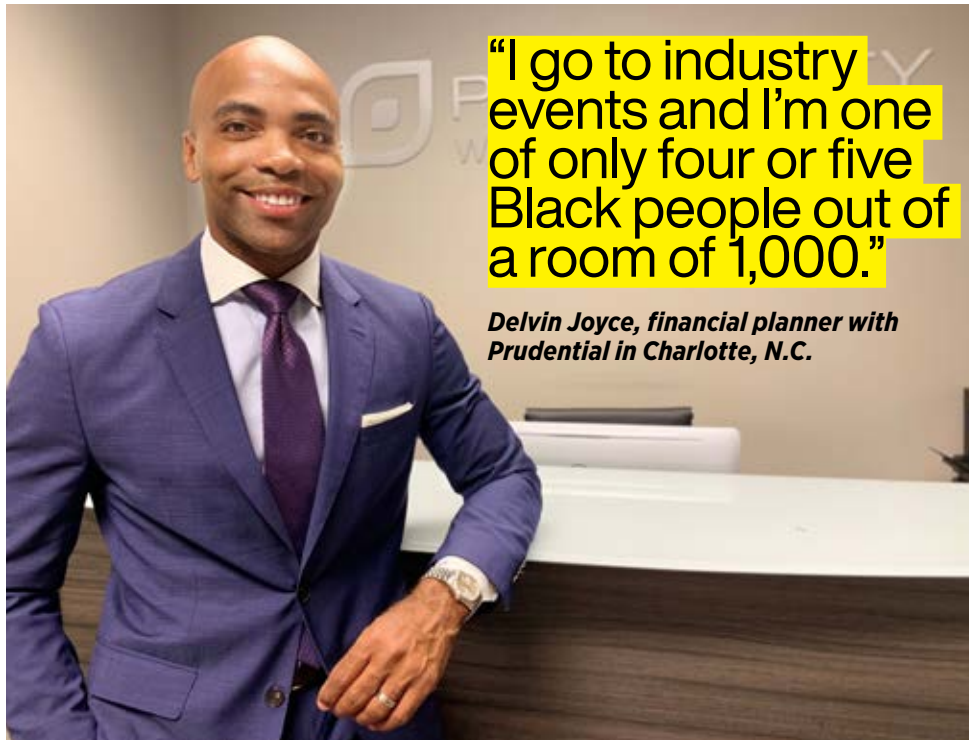 “I go to industry
events and I’m one
of only four or five
Black people out of
a room of 1,000.”
Delvin Joyce, financial planner with
Prudential in Charlotte, N.C.